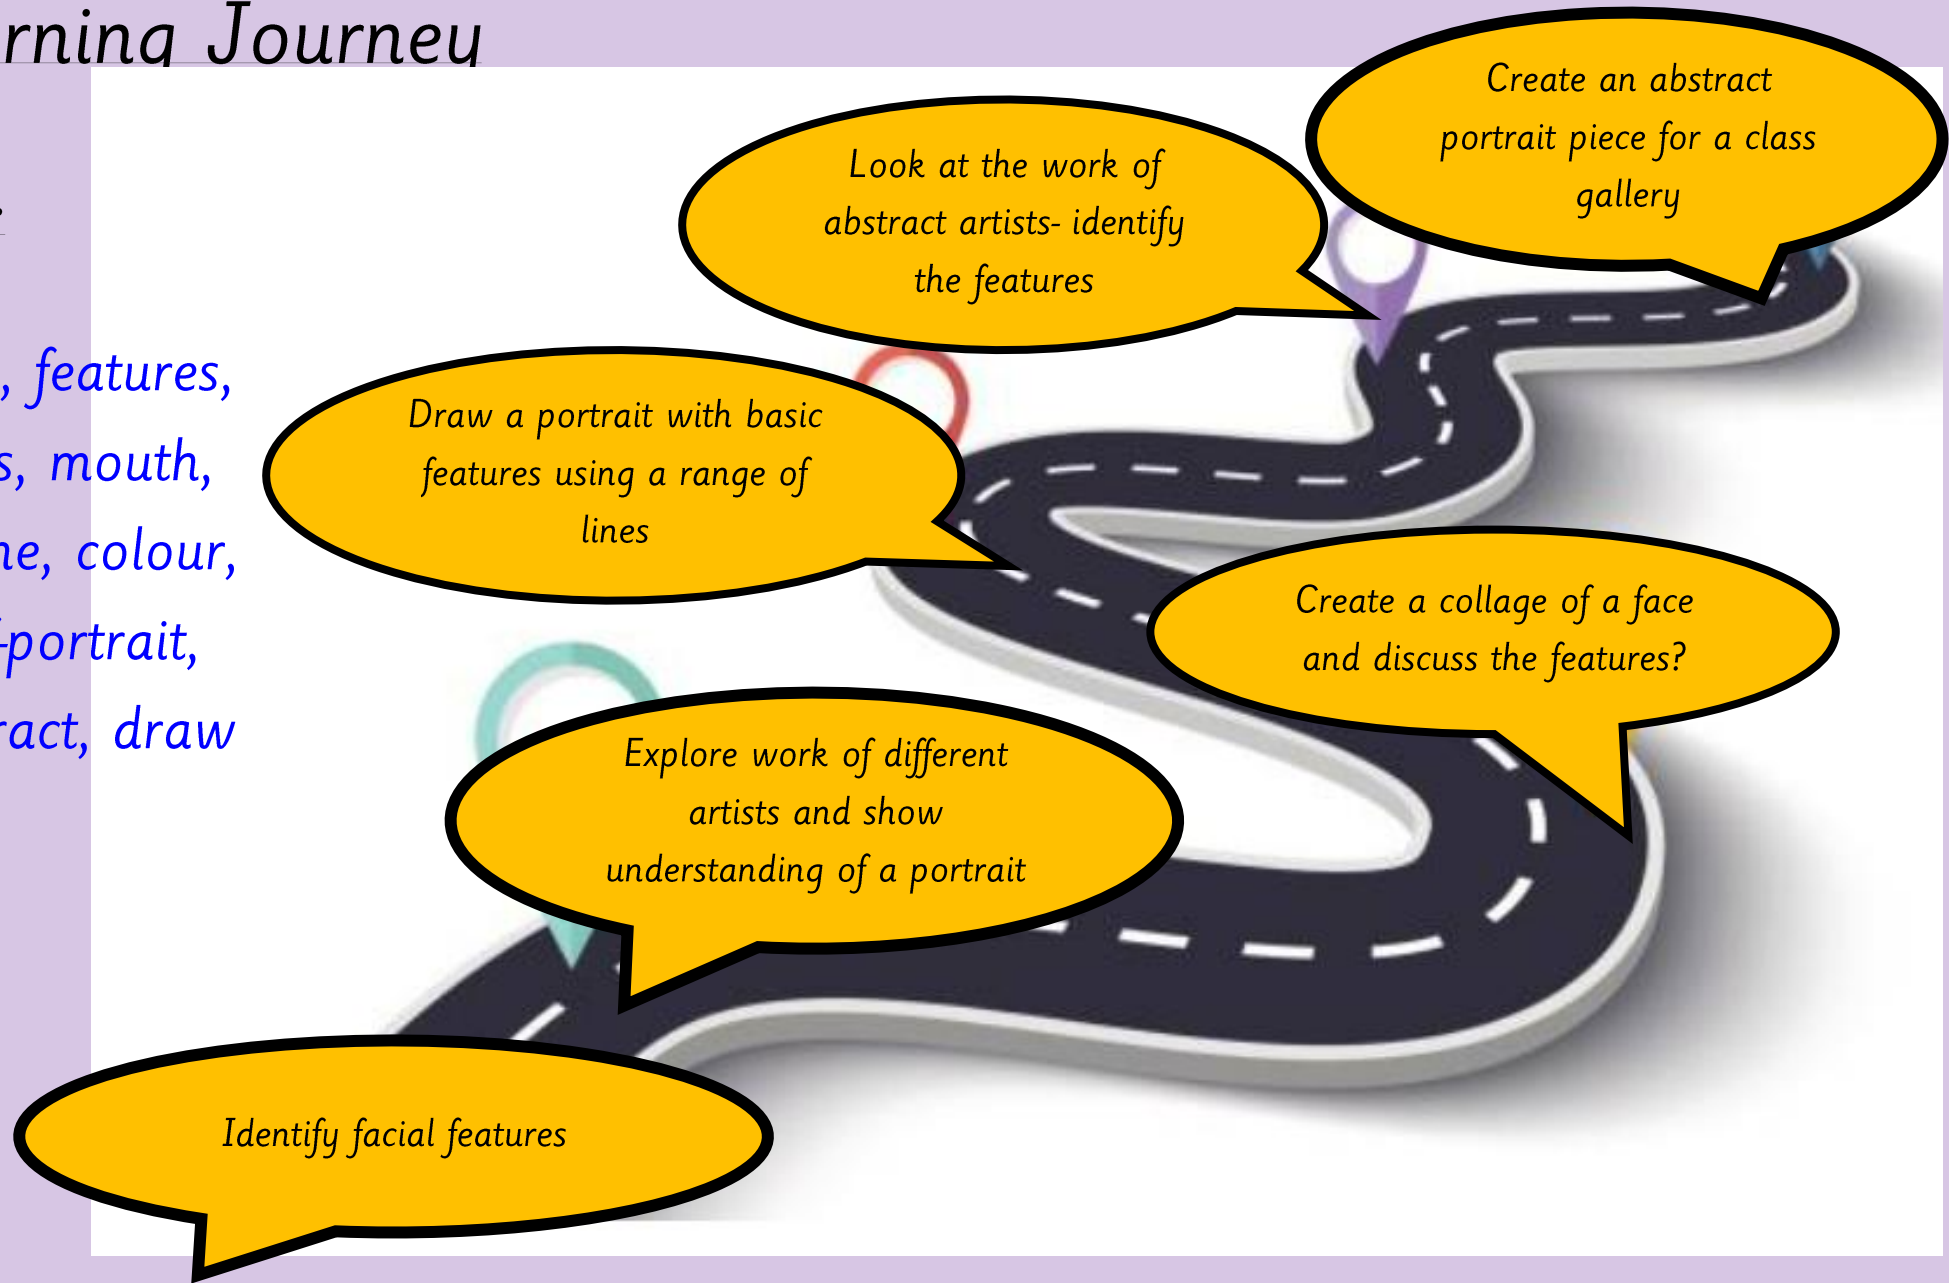 rning Journey
Create an abstract
portrait piece for a class
gallery
Look at the work of
abstract artists- identify
the features
, features,
s, mouth,
ne, colour,
-portrait,
ract, draw
Draw a portrait with basic
features using a range of
lines
Create a collage of a face
and discuss the features?
Explore work of different
artists and show
understanding of a portrait
Identify facial features